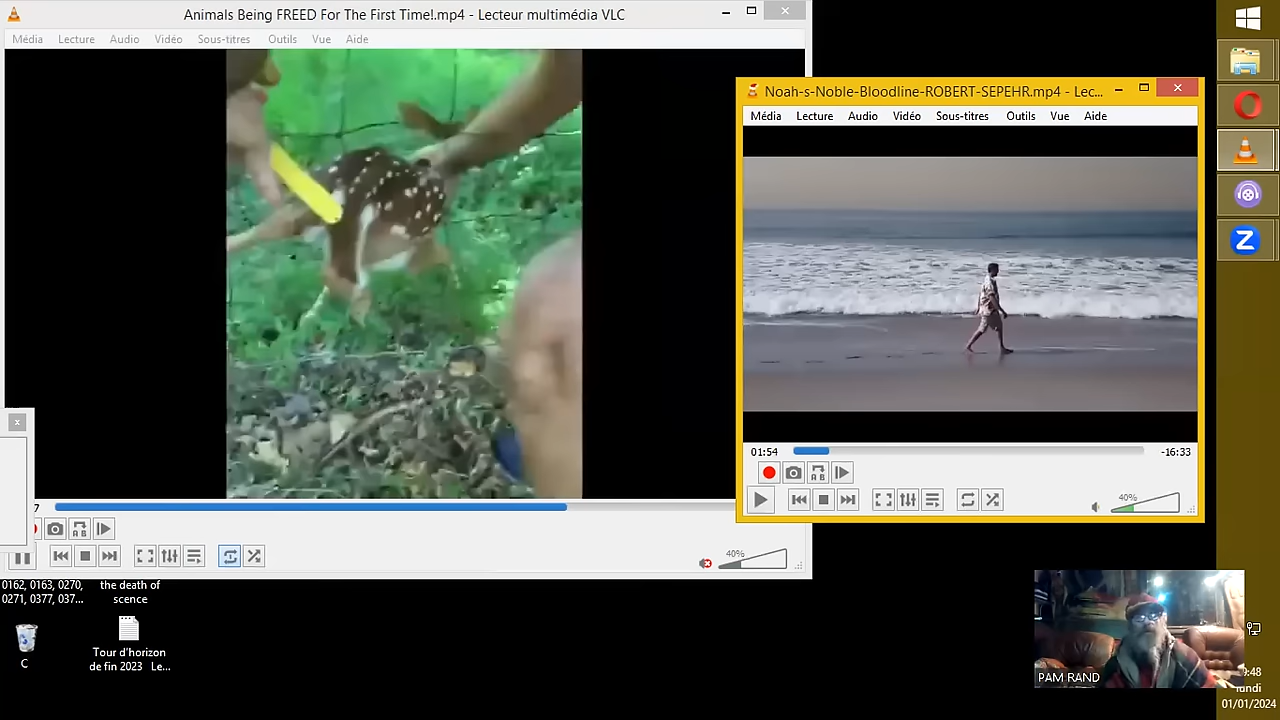 Animals Being FREED For The First Time!.mp4 - Lecteur multimédia VLC
Média Lecture Audio Vidéo Sous-titres Outils Vue Aide
Noah-s-Noble-Bloodline-ROBERT-SEPEHR.mp4 - Lec...
Média Lecture Audio Vidéo Sous-titres Outils Vue Aide
01:54
-16:33
A B
40%
7
A B
40%
0162, 0163, 0270,
0271, 0377, 037...
the death of
scence
C
Tour d'horizon
de fin 2023 Le...
Z
PAM RAND
:48
01/01/2024